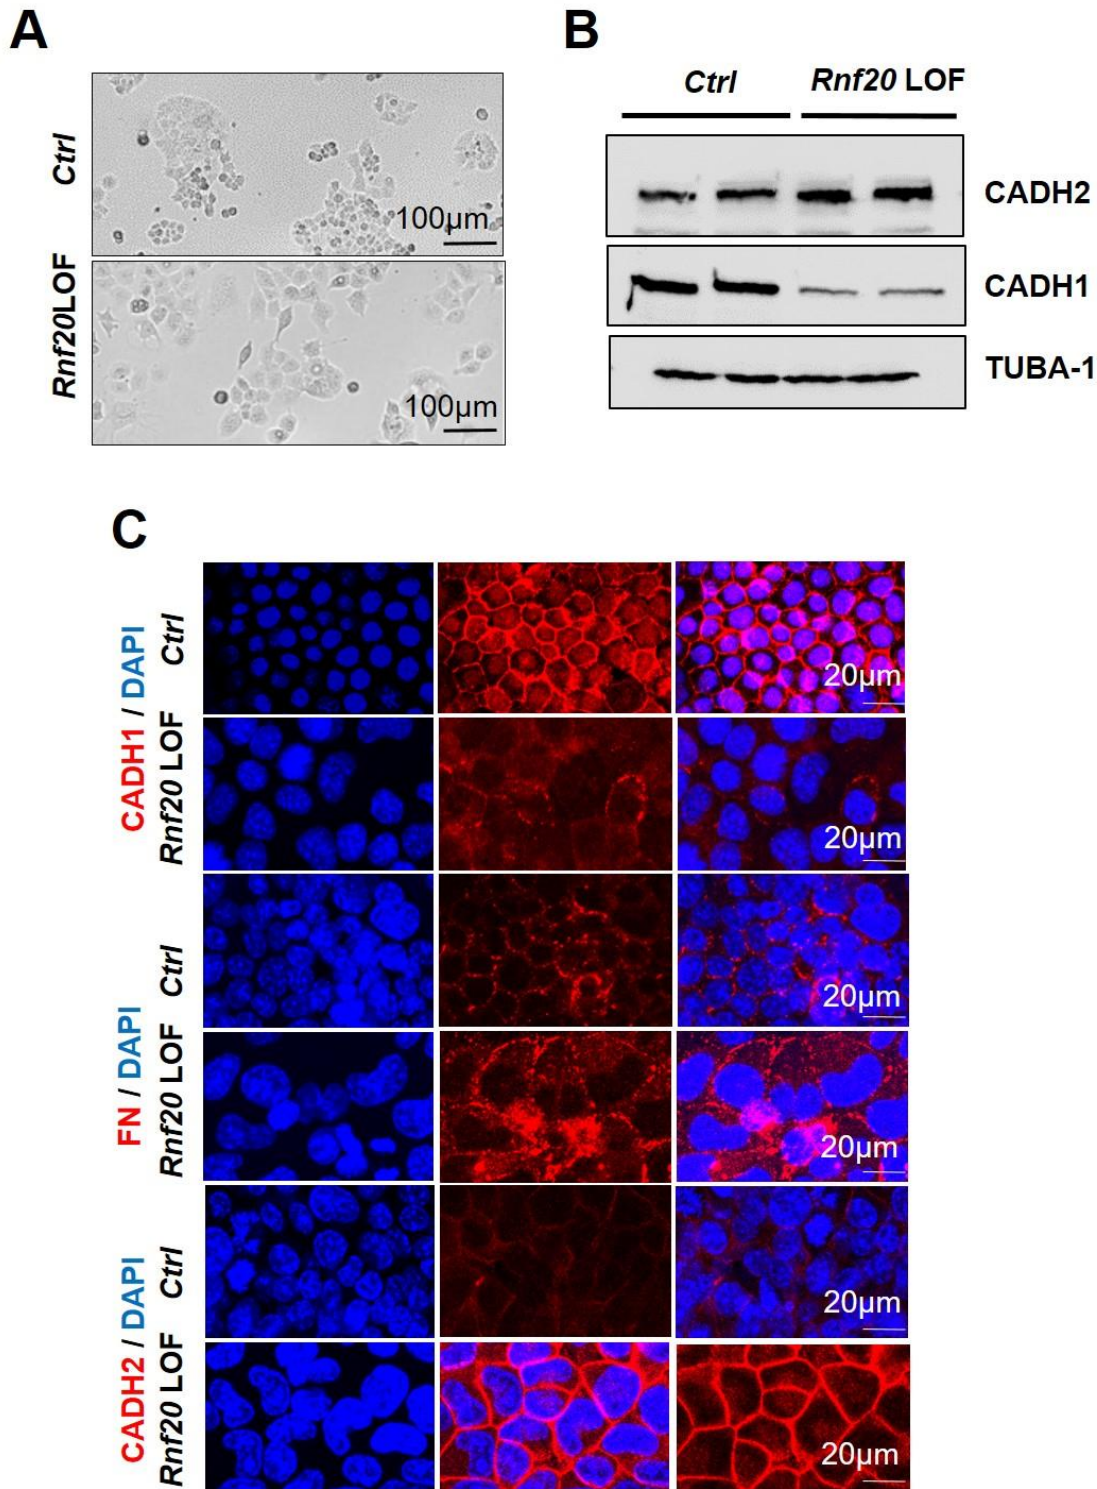 A
Ctrl
100µm
Rnf20LOF
100µm
B
Ctrl
Rnf20 LOF
CADH2
CADH1
TUBA-1
C
CADH1 / DAPI
Ctrl
20µm
Rnf20 LOF
20µm
FN / DAPI
Ctrl
20µm
Rnf20 LOF
20µm
CADH2 / DAPI
Ctrl
20µm
Rnf20 LOF
20µm